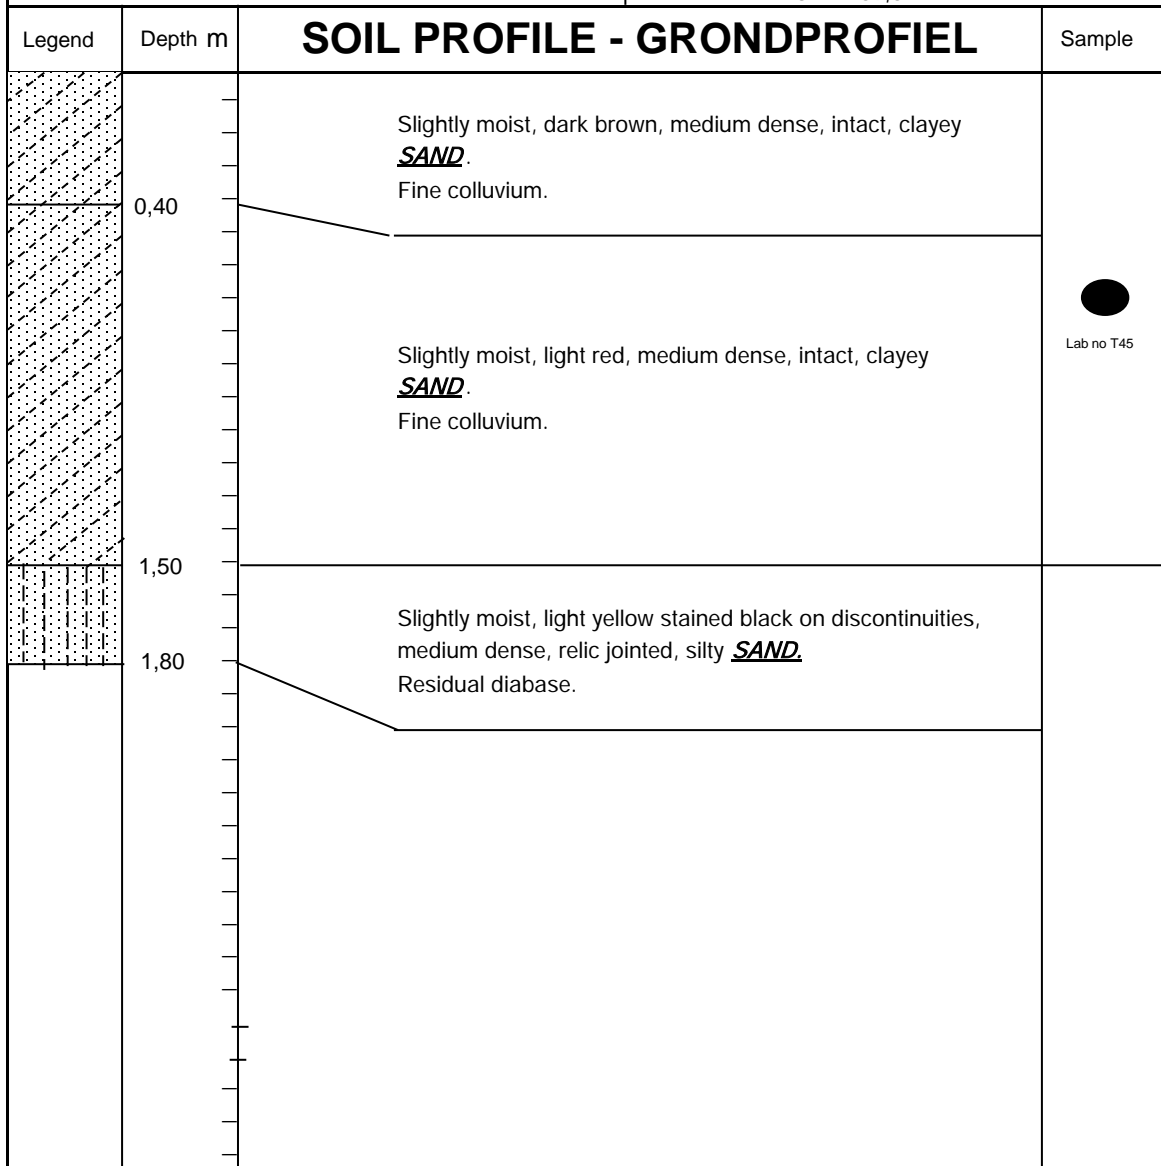 Legend
Depth m
SOIL PROFILE - GRONDPROFIEL
Sample
Slightly moist, dark brown, medium dense, intact, clayey
SAND.
Fine colluvium.
0,40
Lab no T45
Slightly moist, light red, medium dense, intact, clayey
SAND.
Fine colluvium.
1,50
Slightly moist, light yellow stained black on discontinuities,
medium dense, relic jointed, silty SAND.
1,80
Residual diabase.